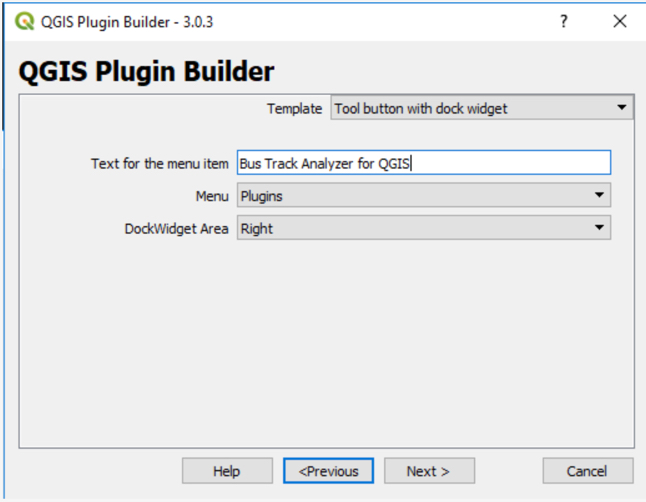 QGIS Plugin Builder - 3.0.3
?
QGIS Plugin Builder
Template Tool button with dock widget
Text for the menu item Bus Track Analyzer for QGIS
Menu Plugins
DockWidget Area Right
Help <Previous Next > Cancel